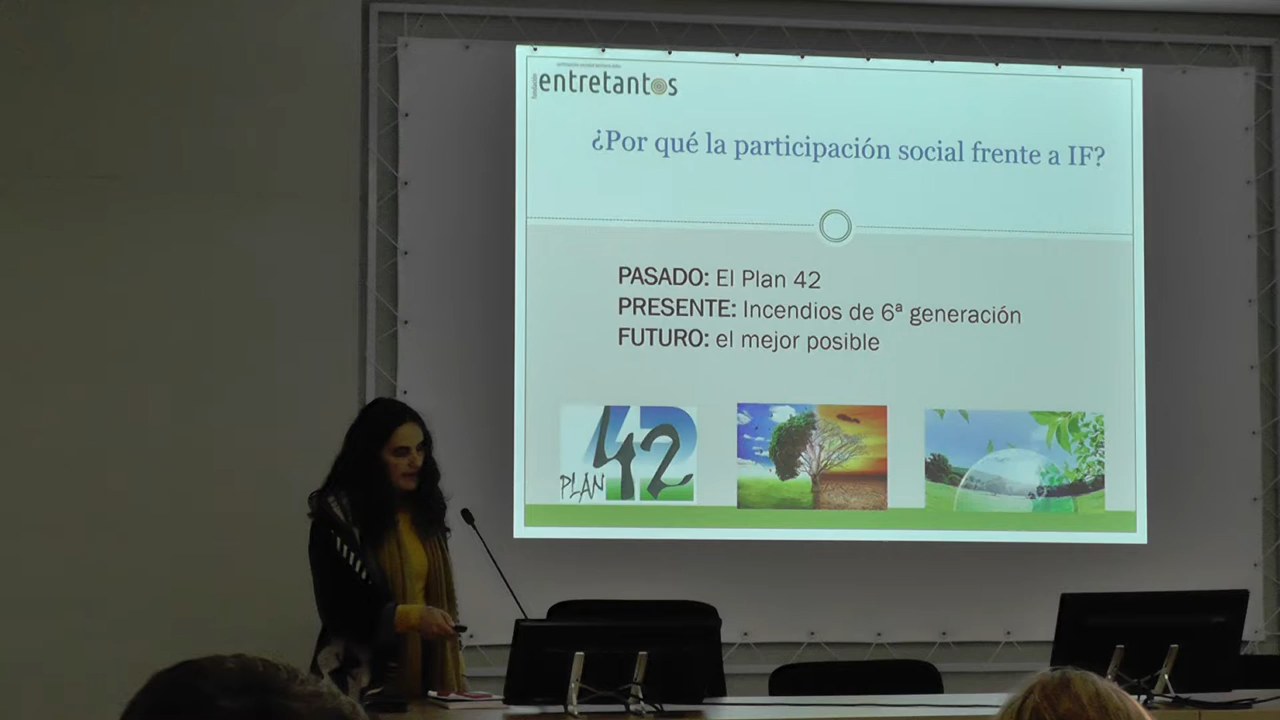 fundación
entretantos
¿Por qué la participación social frente a IF?
PASADO: El Plan 42
PRESENTE: Incendios de 6ª generación
FUTURO: el mejor posible
PLAN 42